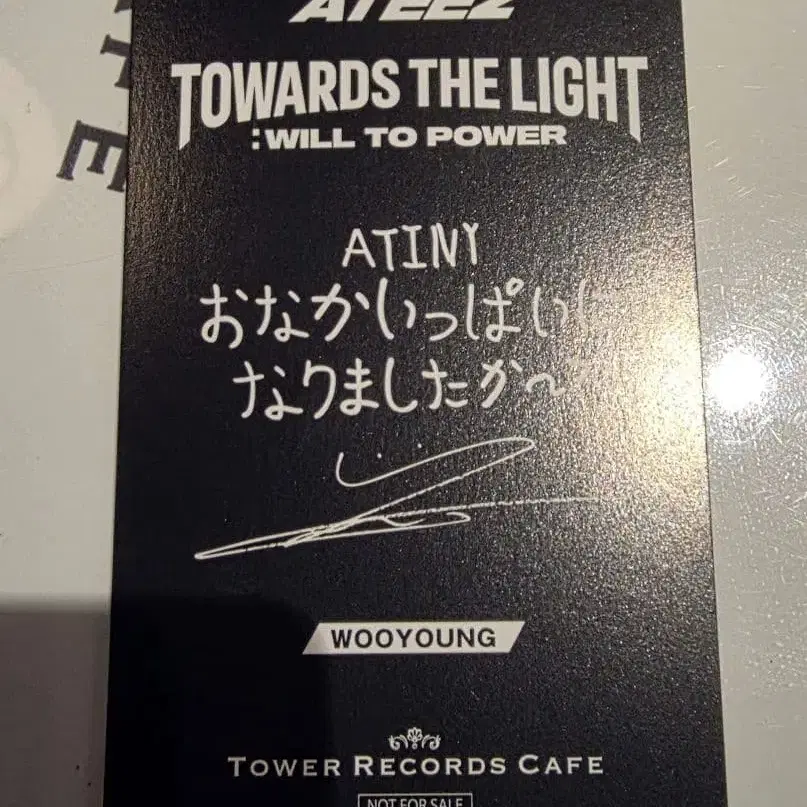 ATEEZ
TOWARDS THE LIGHT
:WILL TO POWER
ATINY
おなかいっぱいに
なりましたか〜?
WOOYOUNG
TOWER RECORDS CAFE
NOT FOR SALE